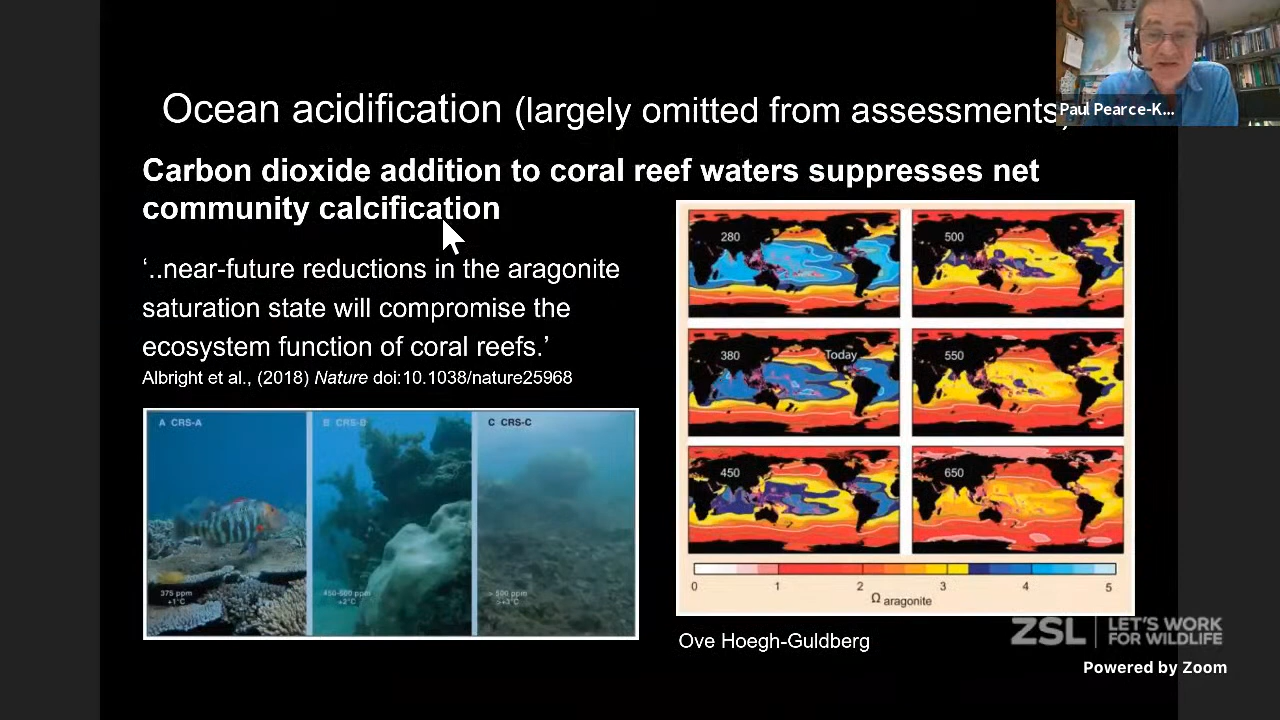 Ocean acidification (largely omitted from assessments)
Paul Pearce-K...
Carbon dioxide addition to coral reef waters suppresses net
community calcification
‘..near-future reductions in the aragonite
saturation state will compromise the
ecosystem function of coral reefs.’
Albright et al., (2018) Nature doi:10.1038/nature25968
A CRS-A
B CRS-B
C CRS-C
375 ppm
+1°C
450-500 ppm
+2°C
> 500 ppm
>+3°C
280
500
380
Today
550
450
650
0 1 2 3 4 5
Ω aragonite
Ove Hoegh-Guldberg
ZSL
LET'S WORK
FOR WILDLIFE
Powered by Zoom